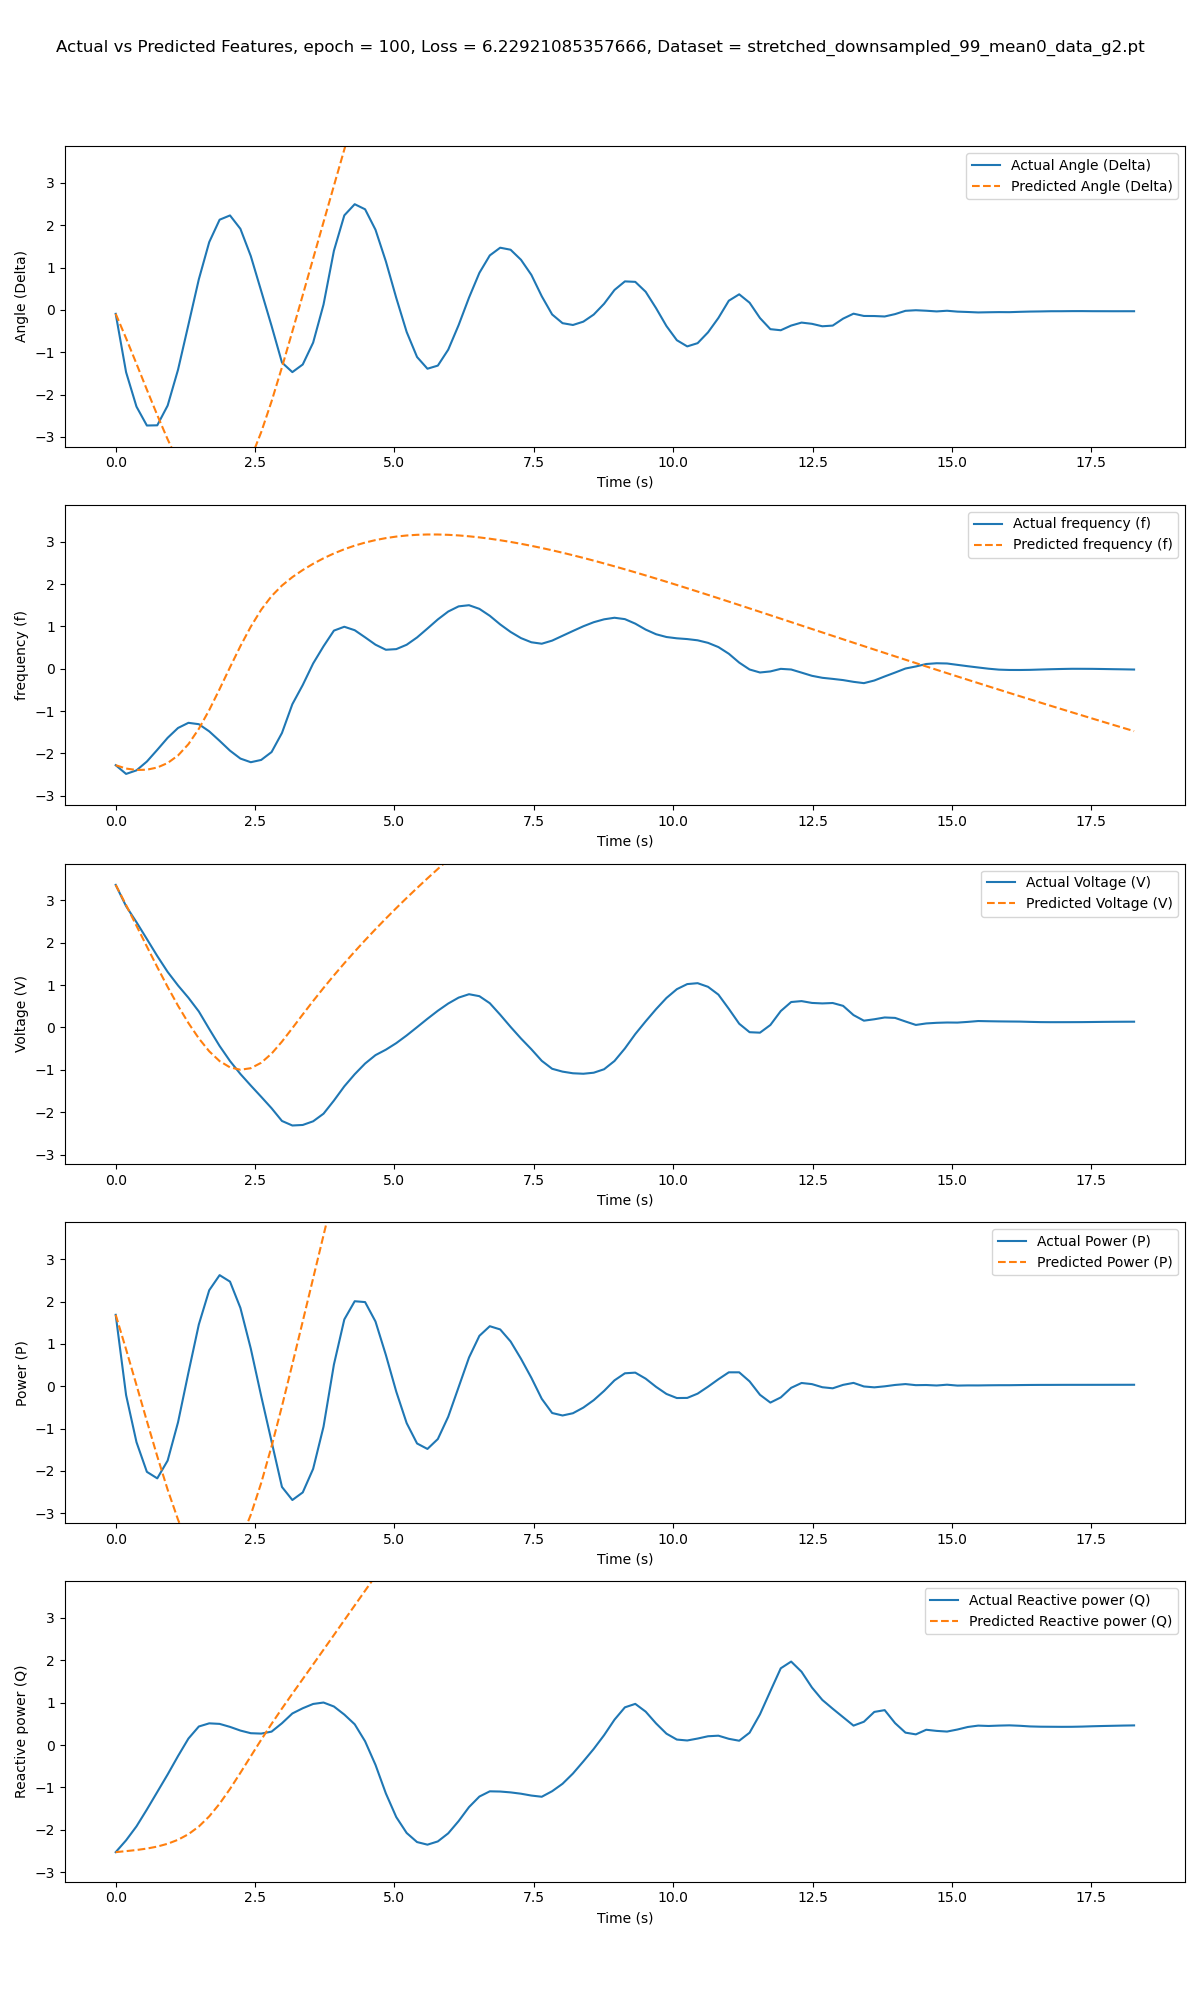 Actual vs Predicted Features, epoch = 100, Loss = 6.22921085357666, Dataset = stretched_downsampled_99_mean0_data_g2.pt
Actual Angle (Delta)
Predicted Angle (Delta)
Angle (Delta)
3
2
1
0
−1
−2
−3
0.0 2.5 5.0 7.5 10.0 12.5 15.0 17.5
Time (s)
Actual frequency (f)
Predicted frequency (f)
frequency (f)
3
2
1
0
−1
−2
−3
0.0 2.5 5.0 7.5 10.0 12.5 15.0 17.5
Time (s)
Actual Voltage (V)
Predicted Voltage (V)
Voltage (V)
3
2
1
0
−1
−2
−3
0.0 2.5 5.0 7.5 10.0 12.5 15.0 17.5
Time (s)
Actual Power (P)
Predicted Power (P)
Power (P)
3
2
1
0
−1
−2
−3
0.0 2.5 5.0 7.5 10.0 12.5 15.0 17.5
Time (s)
Actual Reactive power (Q)
Predicted Reactive power (Q)
Reactive power (Q)
3
2
1
0
−1
−2
−3
0.0 2.5 5.0 7.5 10.0 12.5 15.0 17.5
Time (s)